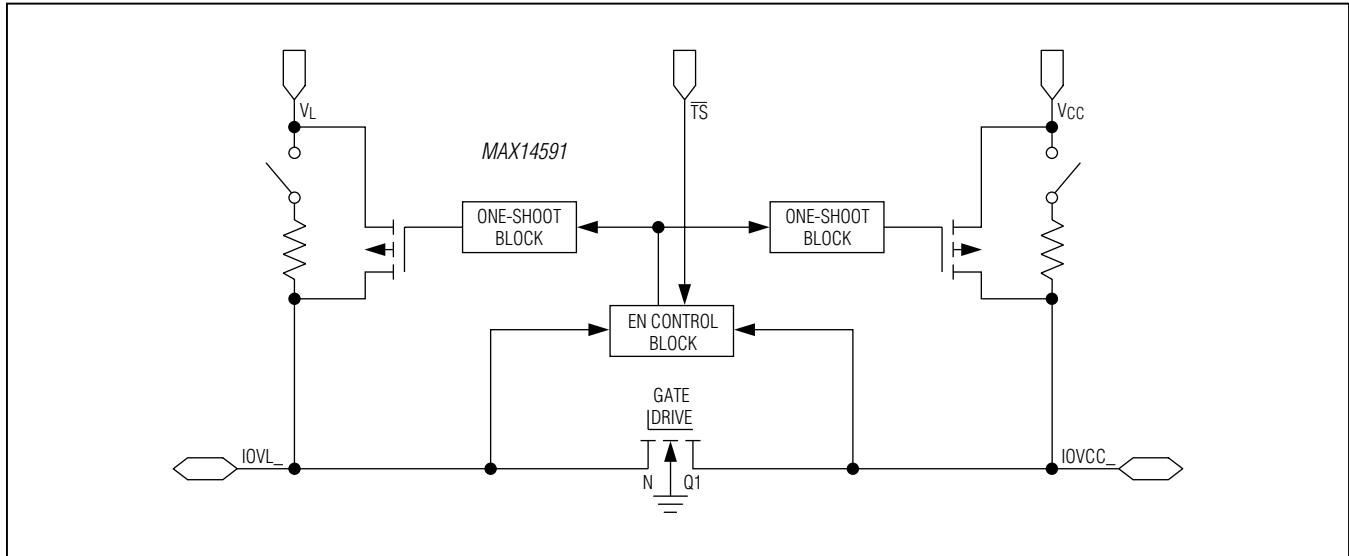 VL
TS
VCC
MAX14591
ONE-SHOOT
BLOCK
ONE-SHOOT
BLOCK
EN CONTROL
BLOCK
GATE
DRIVE
IOVL_
N
Q1
IOVCC_